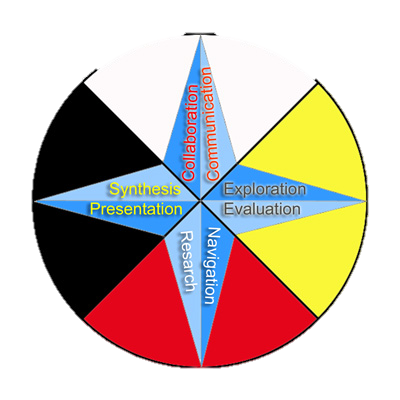 Collaboration
Communication
Synthesis
Presentation
Exploration
Evaluation
Resarch
Navigation